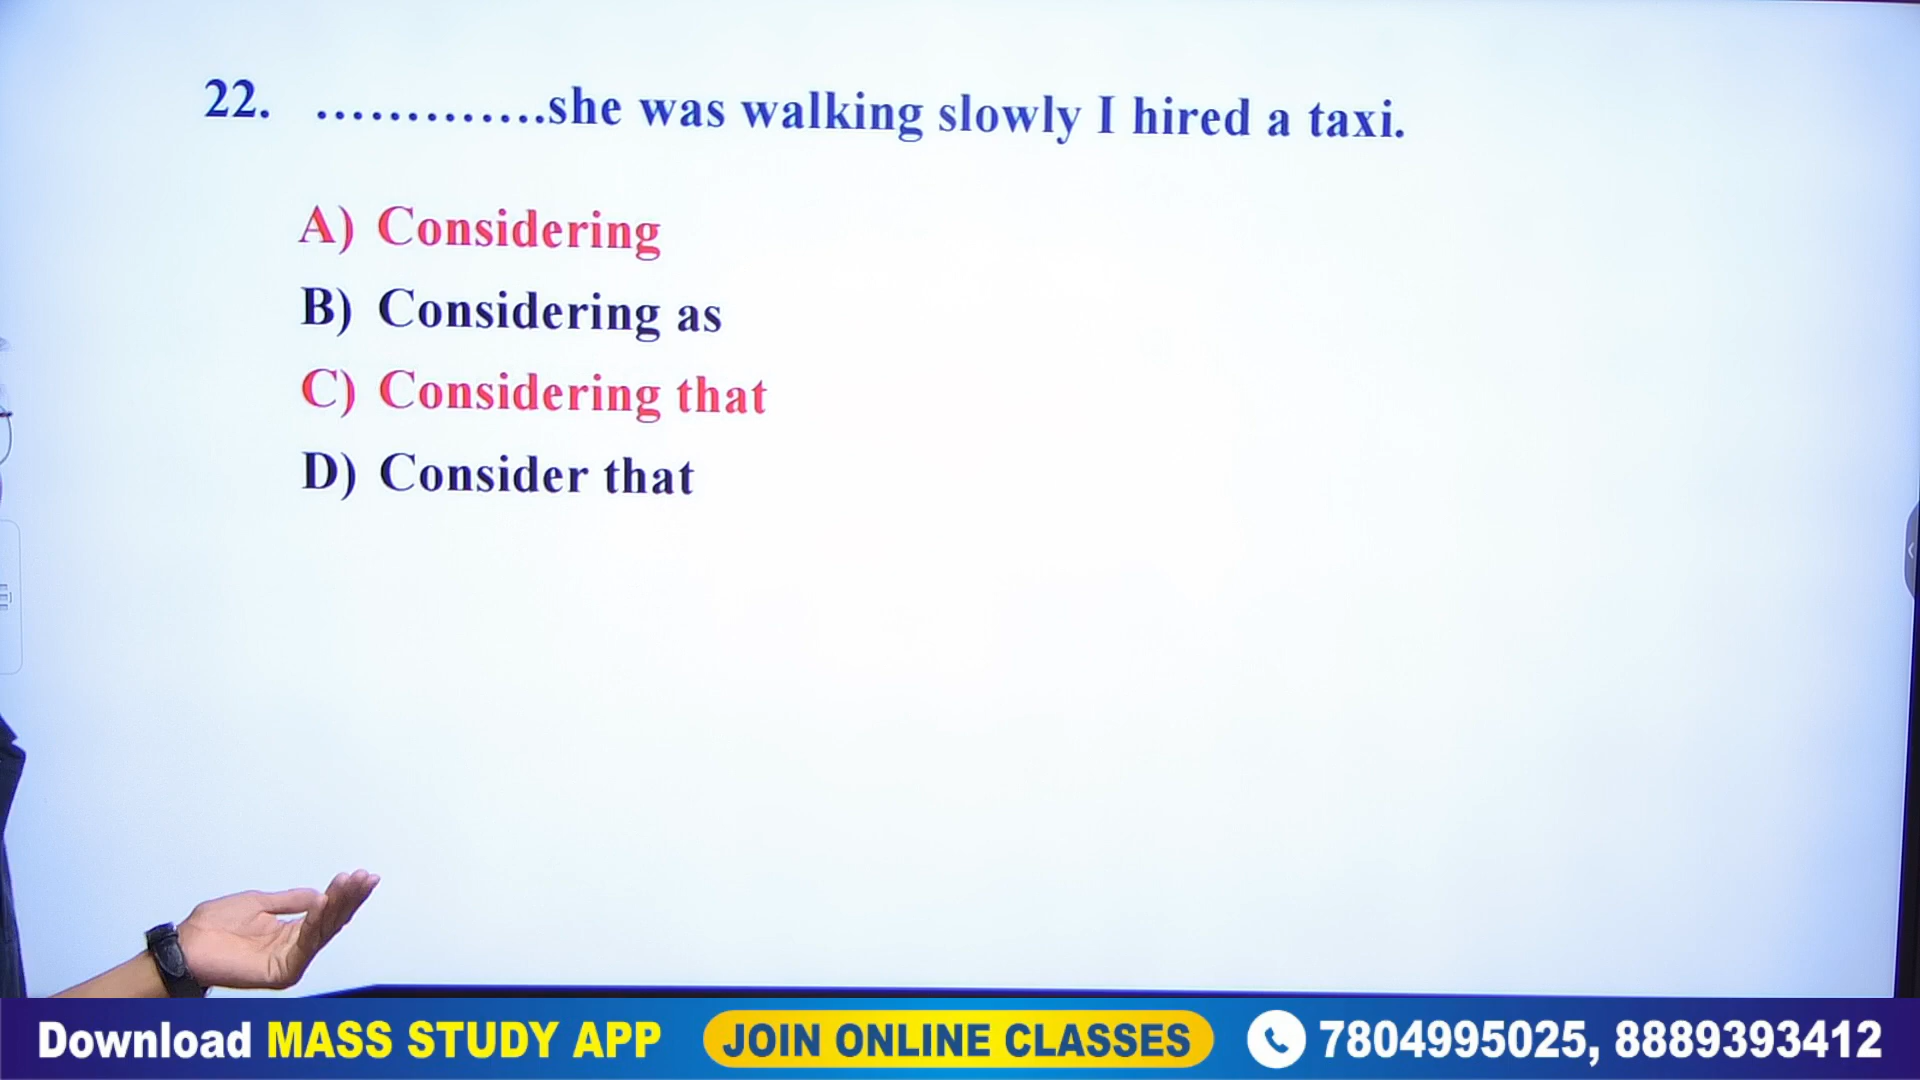 22. .............she was walking slowly I hired a taxi.
A) Considering
B) Considering as
C) Considering that
D) Consider that
Download MASS STUDY APP JOIN ONLINE CLASSES 7804995025, 8889393412